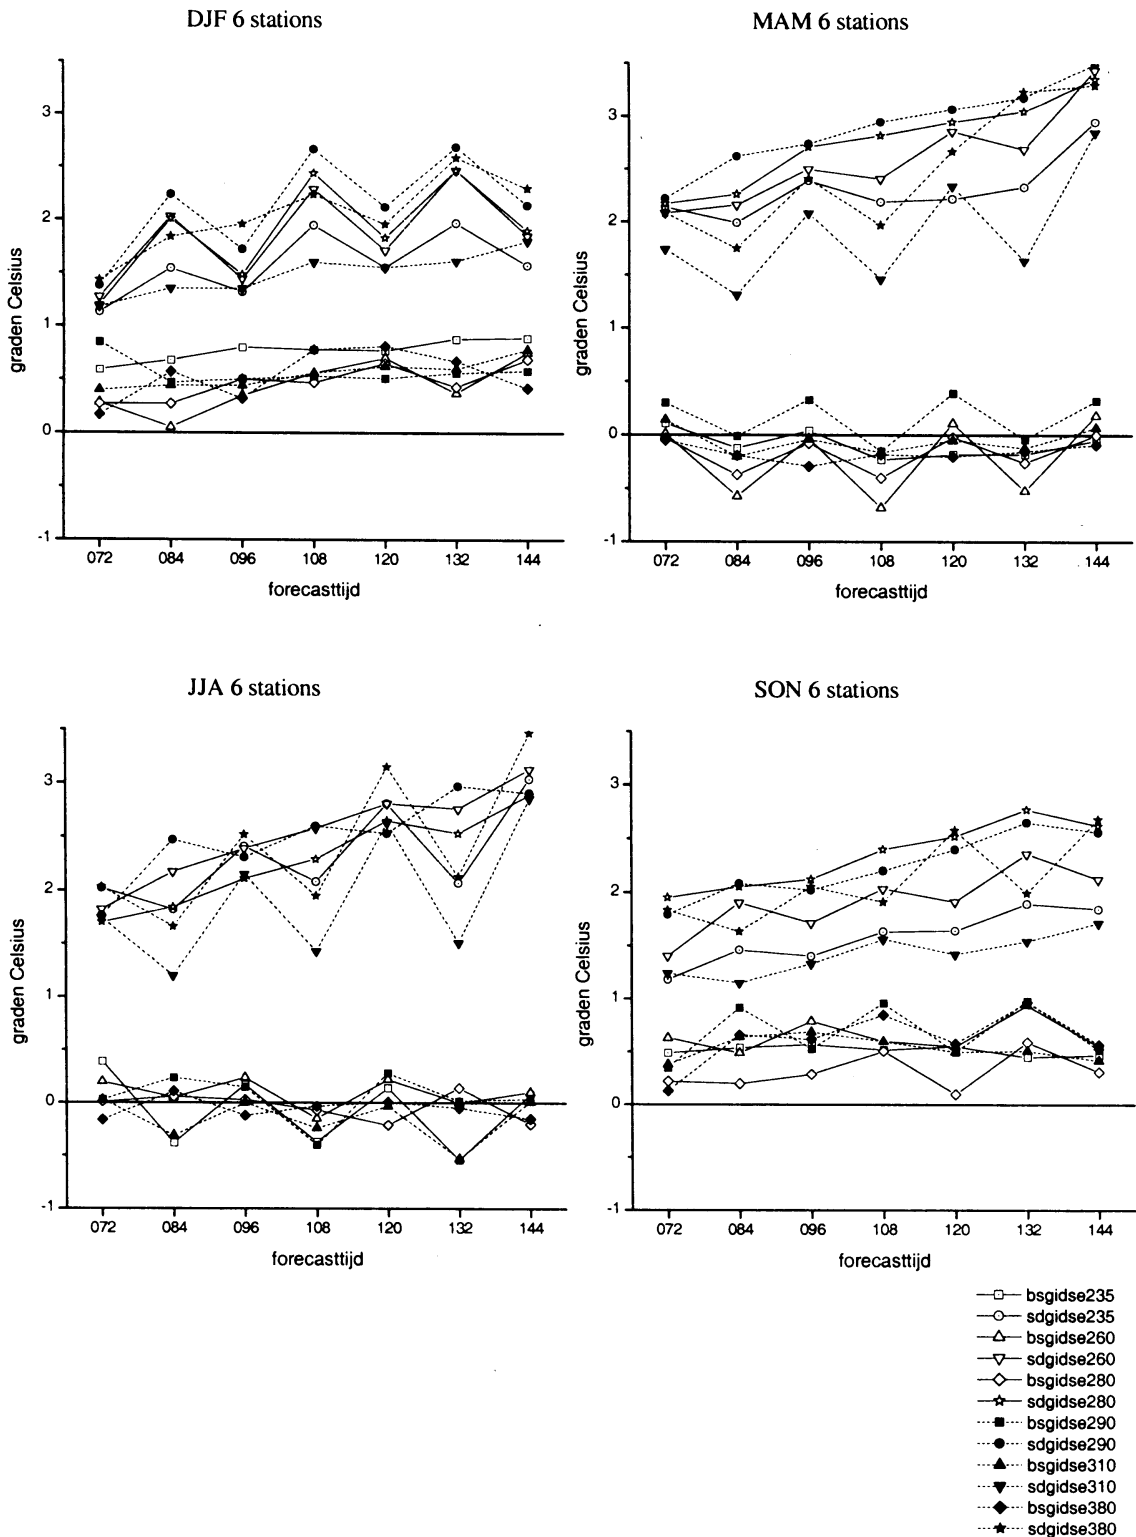 DJF 6 stations
graden Celsius
3
2
1
0
-1
072 084 096 108 120 132 144
forecasttijd
MAM 6 stations
graden Celsius
3
2
1
0
-1
072 084 096 108 120 132 144
forecasttijd
JJA 6 stations
graden Celsius
3
2
1
0
-1
072 084 096 108 120 132 144
forecasttijd
SON 6 stations
graden Celsius
3
2
1
0
-1
072 084 096 108 120 132 144
forecasttijd
bsgidse235
sdgidse235
bsgidse260
sdgidse260
bsgidse280
sdgidse280
bsgidse290
sdgidse290
bsgidse310
sdgidse310
bsgidse380
sdgidse380